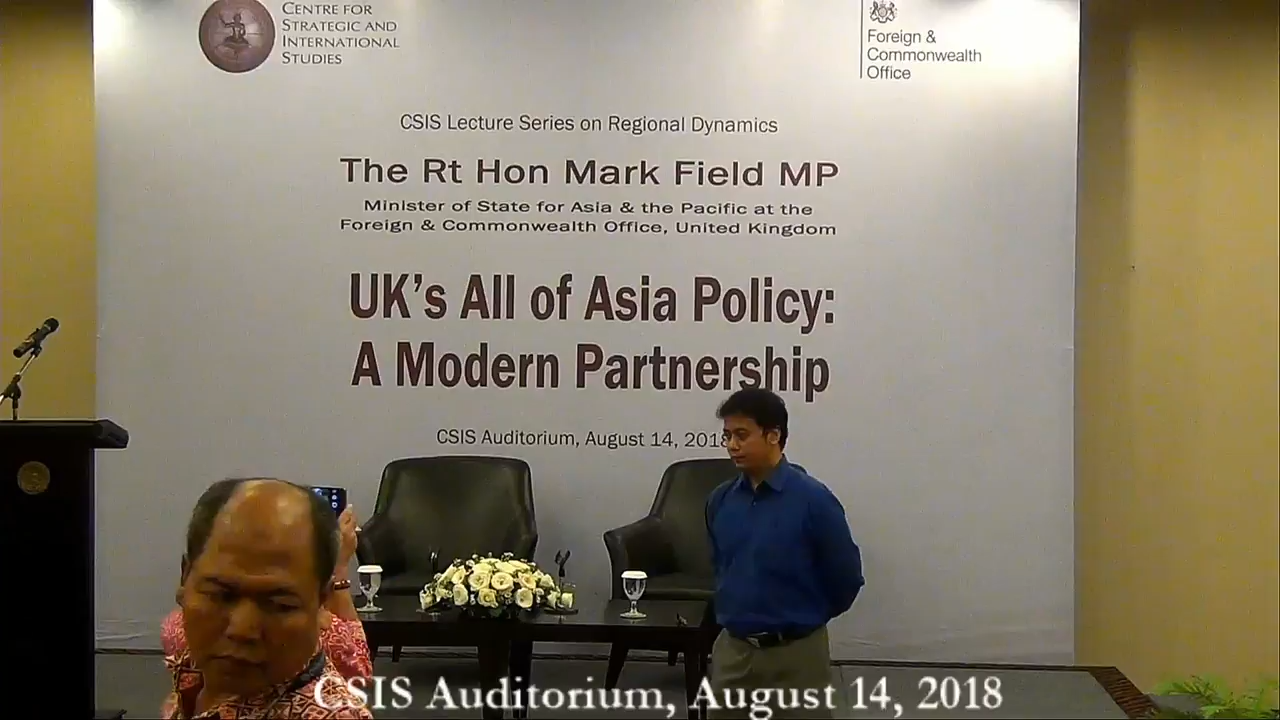 CENTRE FOR
STRATEGIC AND
INTERNATIONAL
STUDIES
Foreign &
Commonwealth
Office
CSIS Lecture Series on Regional Dynamics
The Rt Hon Mark Field MP
Minister of State for Asia & the Pacific at the
Foreign & Commonwealth Office, United Kingdom
UK's All of Asia Policy:
A Modern Partnership
CSIS Auditorium, August 14, 2018
CSIS Auditorium, August 14, 2018